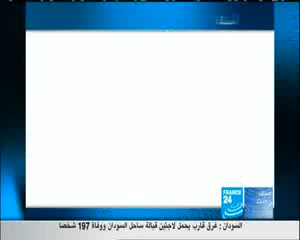 FRANCE
24
السودان : غرق قارب يحمل لاجئين قبالة ساحل السودان ووفاة 197 شخصا